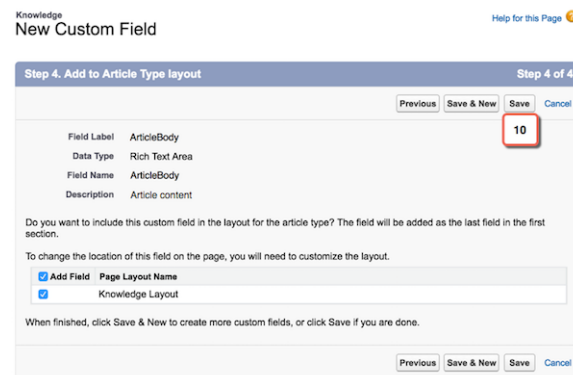 Knowledge
New Custom Field
Help for this Page
Step 4. Add to Article Type layout
Step 4 of 4
Previous Save & New Save Cancel
10
Field Label ArticleBody
Data Type Rich Text Area
Field Name ArticleBody
Description Article content
Do you want to include this custom field in the layout for the article type? The field will be added as the last field in the first
section.
To change the location of this field on the page, you will need to customize the layout.
Add Field Page Layout Name
Knowledge Layout
When finished, click Save & New to create more custom fields, or click Save if you are done.
Previous Save & New Save Cancel